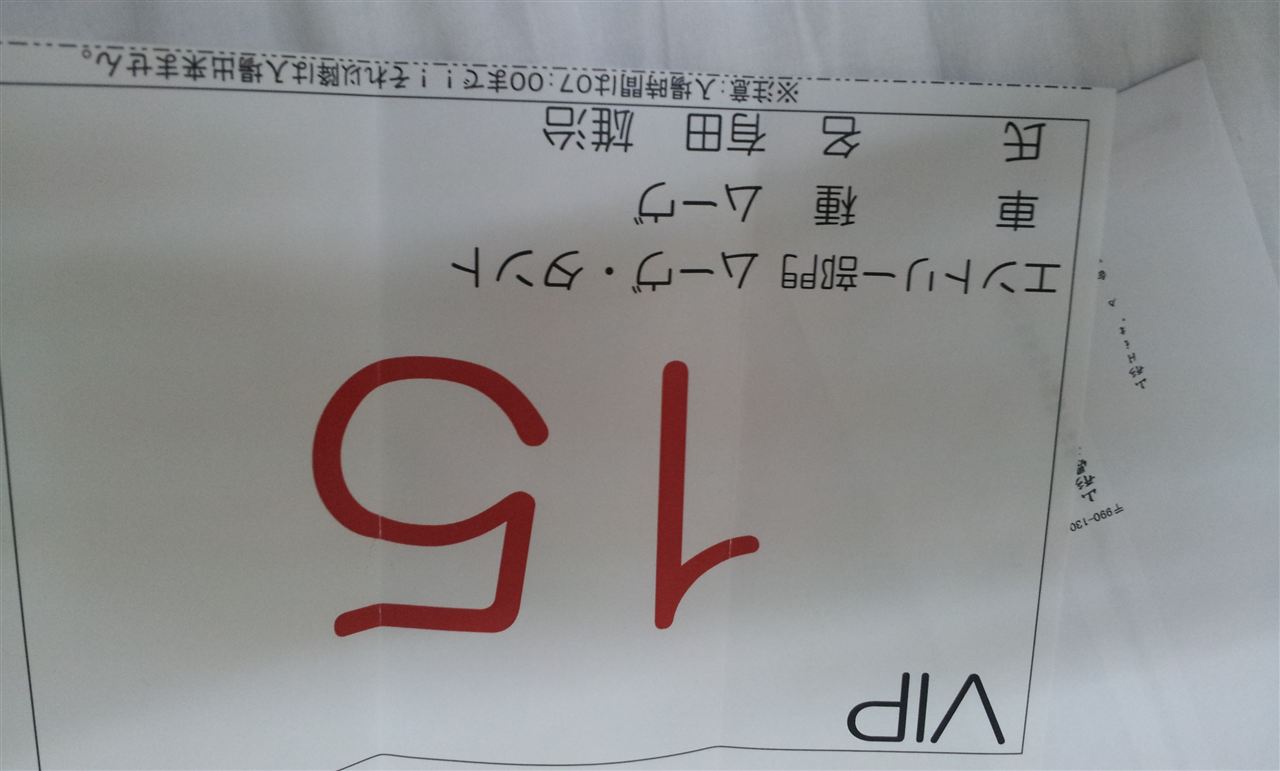 VIP
15
エントリー部門 ムーヴ・タント
車 種 ムーヴ
氏 名 有田 雄治
※注意:入場時間は07:00まで!!それ以降は入場出来ません。
〒990-130
山形